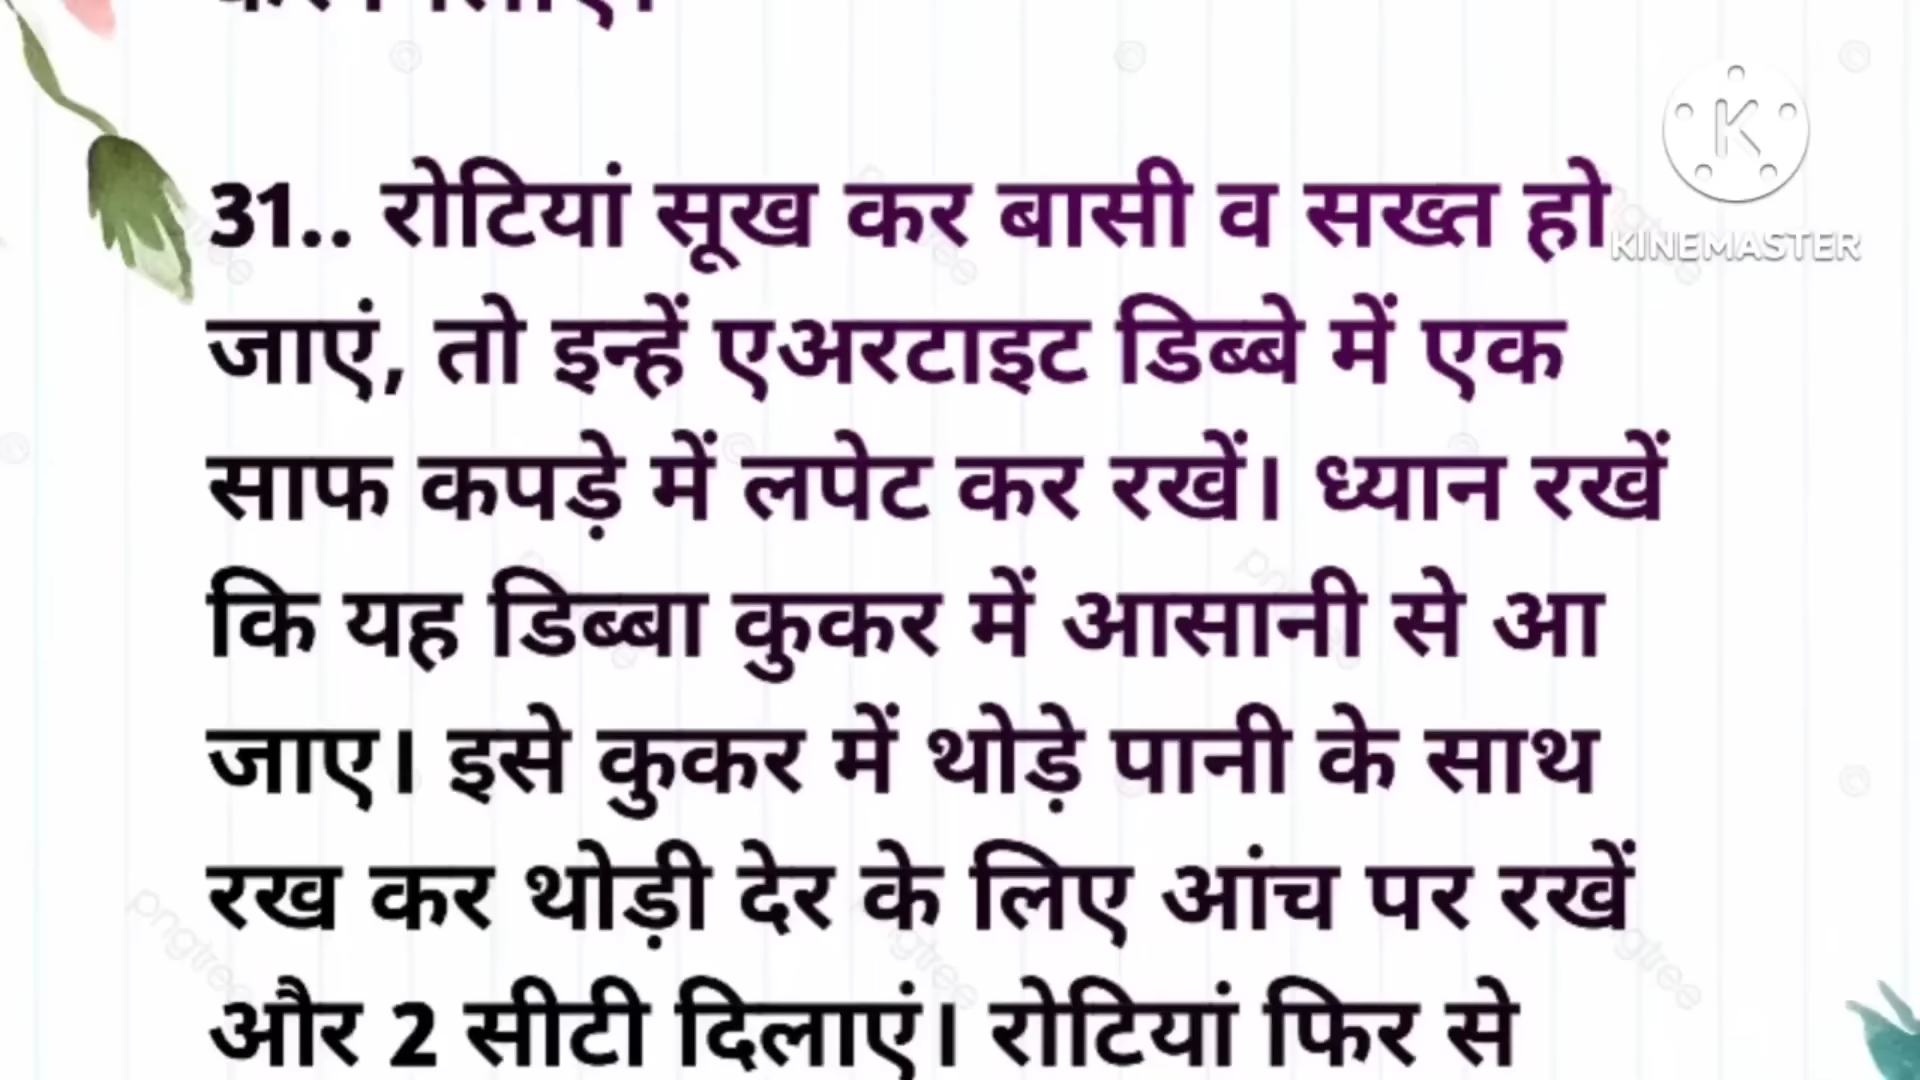 31.. रोटियां सूख कर बासी व सख्त हो
KINEMASTER
जाएं, तो इन्हें एअरटाइट डिब्बे में एक
साफ कपड़े में लपेट कर रखें। ध्यान रखें
कि यह डिब्बा कुकर में आसानी से आ
जाए। इसे कुकर में थोड़े पानी के साथ
रख कर थोड़ी देर के लिए आंच पर रखें
और 2 सीटी दिलाएं। रोटियां फिर से